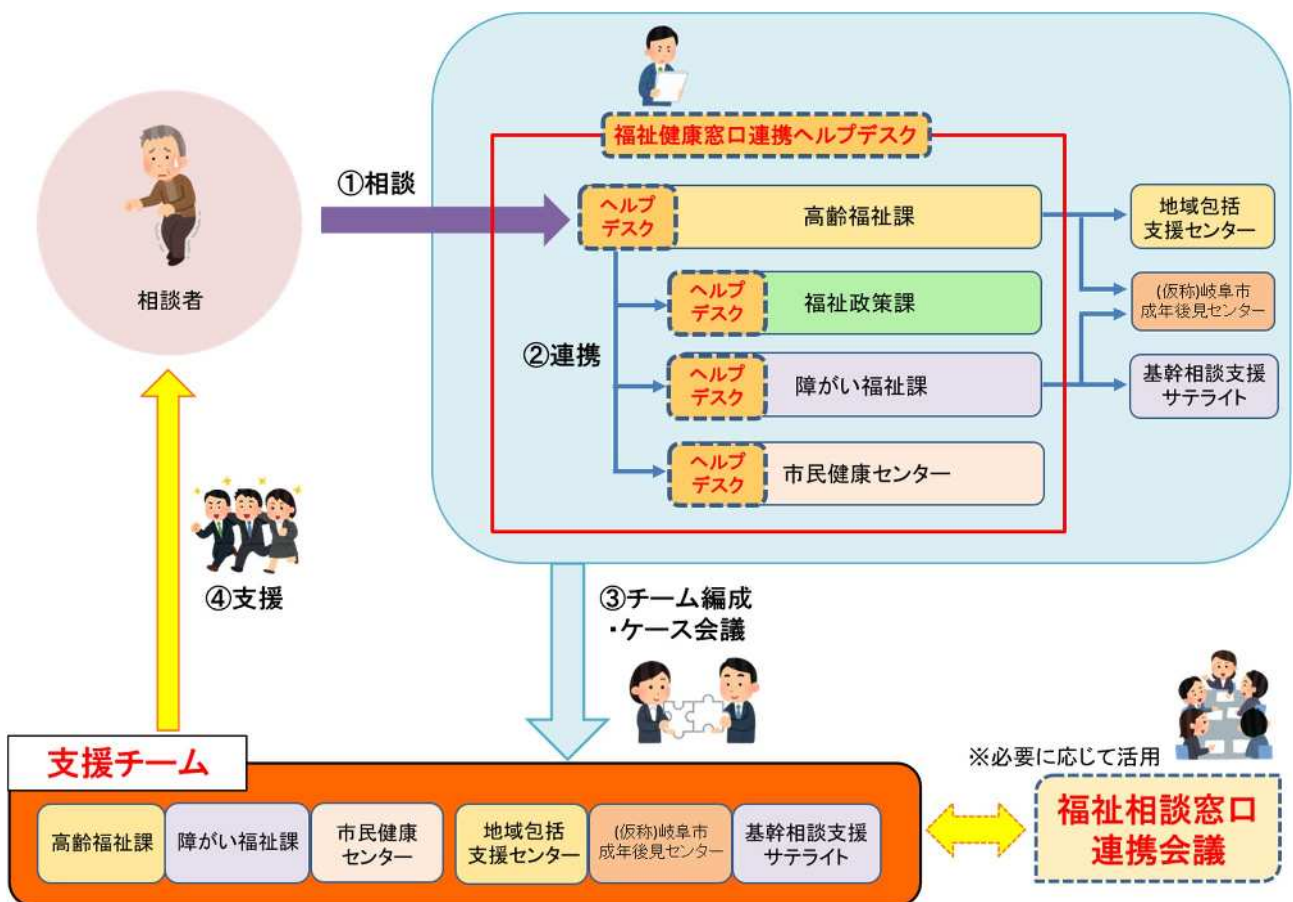 福祉健康窓口連携ヘルプデスク
①相談
ヘルプ
デスク
高齢福祉課
地域包括
支援センター
相談者
ヘルプ
デスク
福祉政策課
(仮称)岐阜市
成年後見センター
②連携
ヘルプ
デスク
障がい福祉課
基幹相談支援
サテライト
ヘルプ
デスク
市民健康センター
④支援
③チーム編成
・ケース会議
支援チーム
高齢福祉課
障がい福祉課
市民健康
センター
地域包括
支援センター
(仮称)岐阜市
成年後見センター
基幹相談支援
サテライト
※必要に応じて活用
福祉相談窓口
連携会議